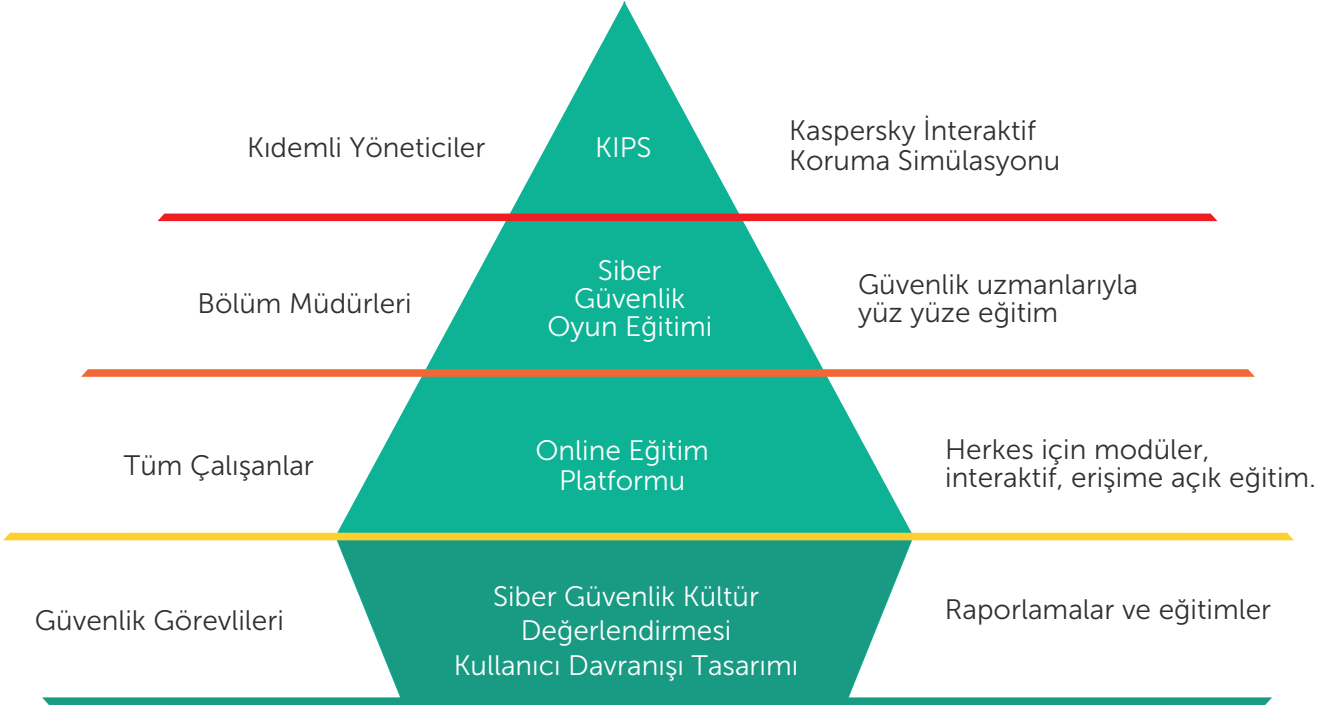 Kıdemli Yöneticiler
KIPS
Kaspersky İnteraktif
Koruma Simülasyonu
Bölüm Müdürleri
Siber
Güvenlik
Oyun Eğitimi
Güvenlik uzmanlarıyla
yüz yüze eğitim
Tüm Çalışanlar
Online Eğitim
Platformu
Herkes için modüler,
interaktif, erişime açık eğitim.
Güvenlik Görevlileri
Siber Güvenlik Kültür
Değerlendirmesi
Kullanıcı Davranışı Tasarımı
Raporlamalar ve eğitimler